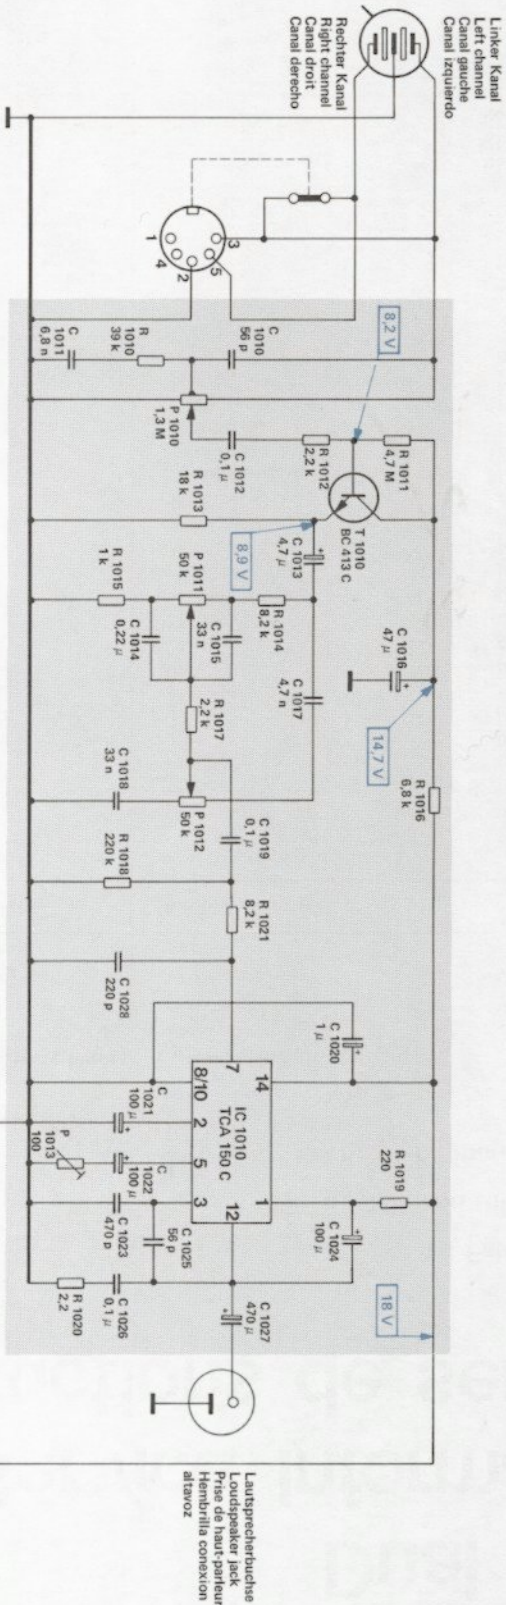 Linker Kanal
Left channel
Canal gauche
Canal izquierdo
Rechter Kanal
Right channel
Canal droit
Canal derecho
1
4
2
5
3
C
1011
6,8 n
R
1010
39 k
C
1010
56 p
P 1010
1,3 M
C 1012
0,1 µ
R 1012
2,2 k
8,2 V
R 1011
4,7 M
T 1010
BC 413 C
R 1013
18 k
8,9 V
C 1013
4,7 µ
R 1015
1 k
C 1014
0,22 µ
P 1011
50 k
C 1015
33 n
R 1014
8,2 k
C 1017
4,7 n
C 1016
47 µ
+
14,7 V
R 1016
6,8 k
R 1017
2,2 k
C 1018
33 n
P 1012
50 k
C 1019
0,1 µ
R 1018
220 k
R 1021
8,2 k
C 1028
220 p
C 1020
1 µ
+
7
14
8/10
IC 1010
TCA 150 C
2
5
3
12
1
C
1021
100 µ
+
C
1022
100 µ
+
P
1013
100
C 1023
470 p
C 1025
56 p
R 1019
220
C 1024
100 µ
+
R 1020
2,2
C 1026
0,1 µ
C 1027
470 µ
+
18 V
Lautsprecherbuchse
Loudspeaker jack
Prise de haut-parleur
Hembrilla conexion
altavoz